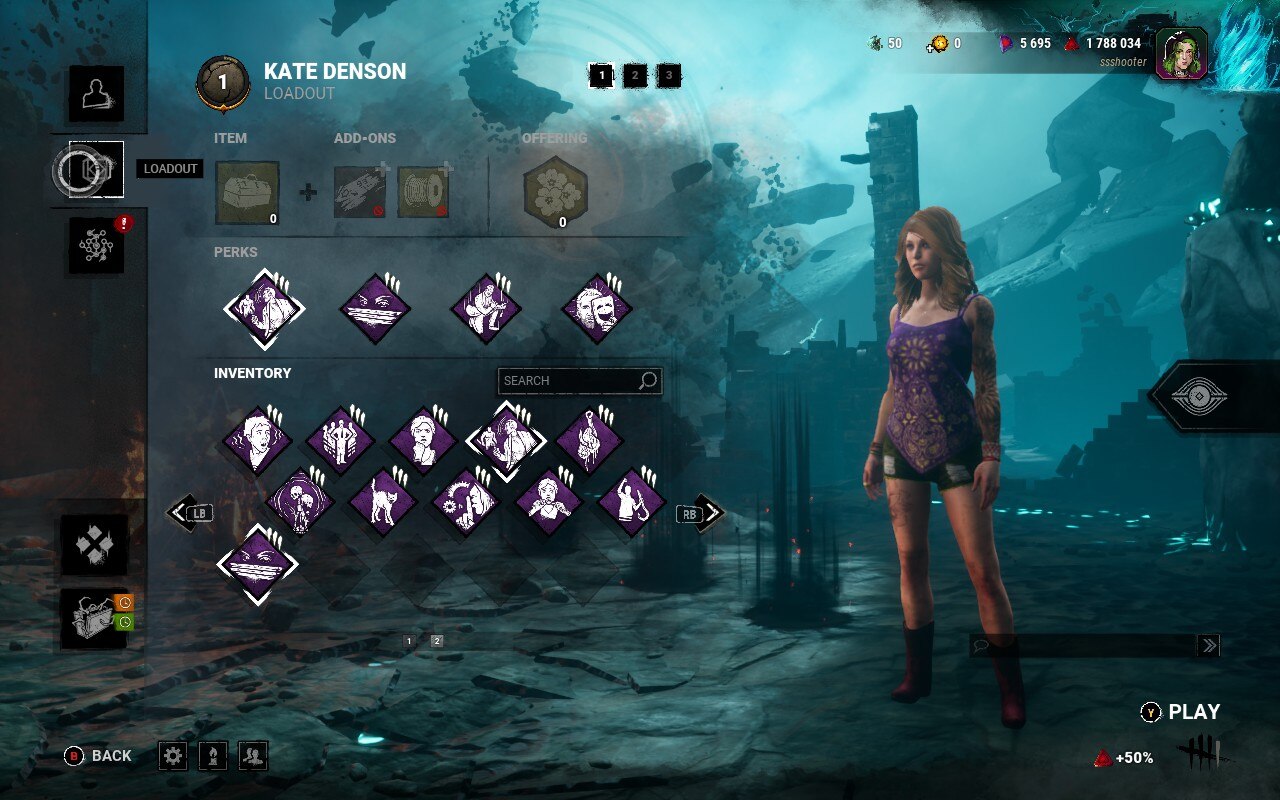 50
0
5 695
1 788 034
ssshooter
1
KATE DENSON
LOADOUT
1 2 3
LOADOUT
ITEM
ADD-ONS
OFFERING
0
0
!
PERKS
INVENTORY
SEARCH
LB
RB
1 2
Y PLAY
B BACK
+50%